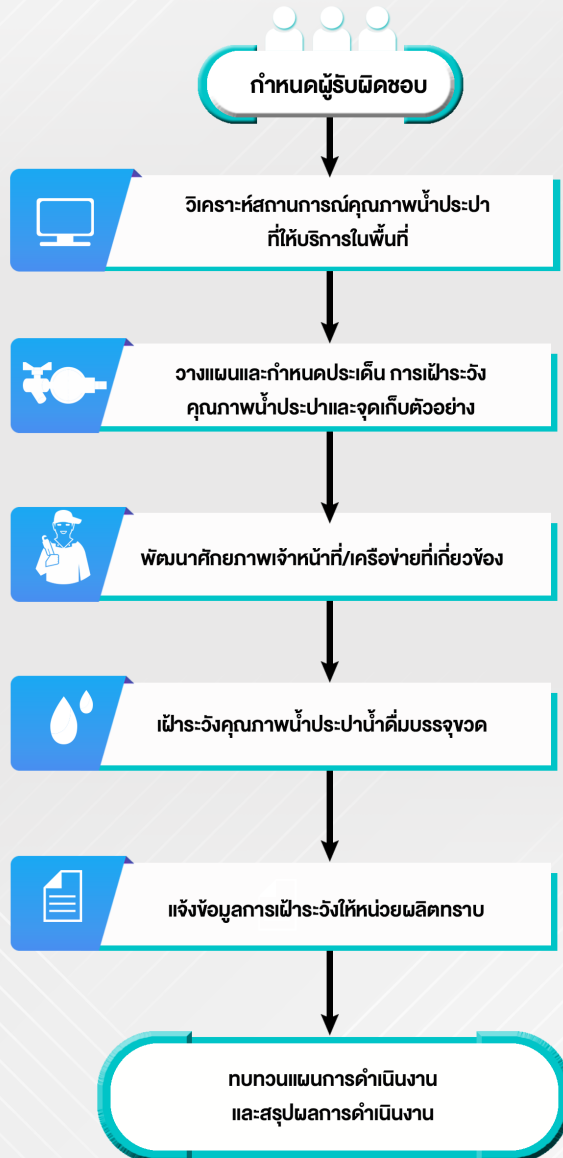 กำหนดผู้รับผิดชอบ
วิเคราะห์สถานการณ์คุณภาพน้ำประปา
ที่ให้บริการในพื้นที่
วางแผนและกำหนดประเด็น การเฝ้าระวัง
คุณภาพน้ำประปาและจุดเก็บตัวอย่าง
พัฒนาศักยภาพเจ้าหน้าที่/เครือข่ายที่เกี่ยวข้อง
เฝ้าระวังคุณภาพน้ำประปาน้ำดื่มบรรจุขวด
แจ้งข้อมูลการเฝ้าระวังให้หน่วยผลิตทราบ
ทบทวนแผนการดำเนินงาน
และสรุปผลการดำเนินงาน